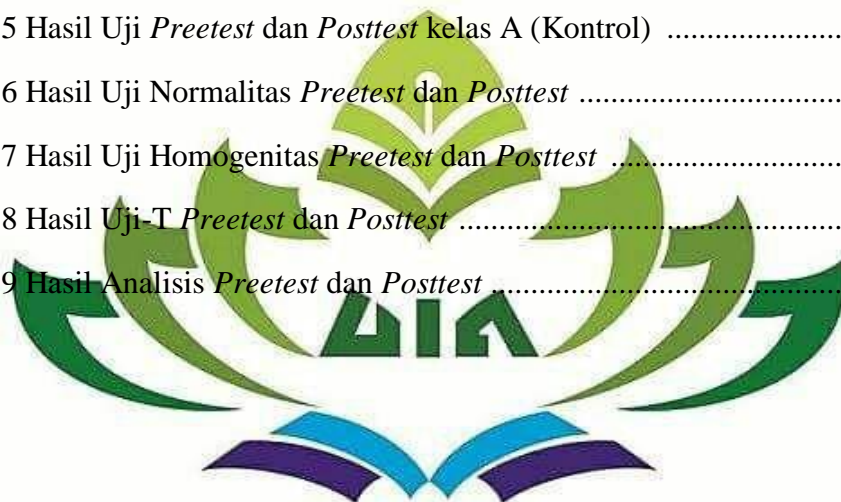 5 Hasil Uji Preetest dan Posttest kelas A (Kontrol) ......................
6 Hasil Uji Normalitas Preetest dan Posttest .................................
7 Hasil Uji Homogenitas Preetest dan Posttest .............................
8 Hasil Uji-T Preetest dan Posttest ................................................
9 Hasil Analisis Preetest dan Posttest ............................................
UIN